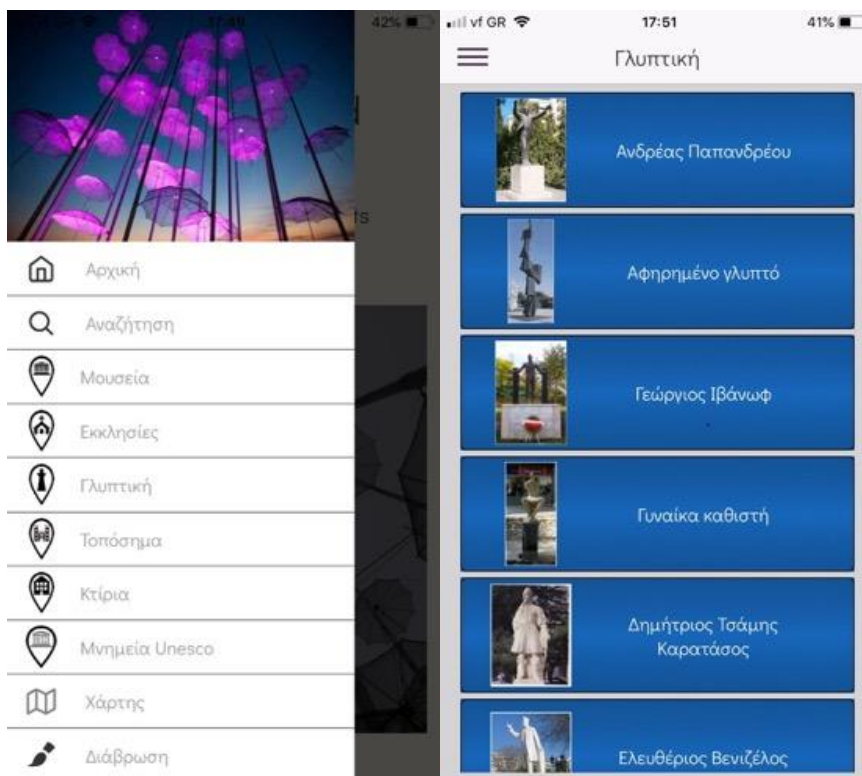 42%
Αρχική
Αναζήτηση
Μουσεία
Εκκλησίες
Γλυπτική
Τοπόσημα
Κτίρια
Μνημεία Unesco
Χάρτης
Διάβρωση
vf GR 17:51 41%
Γλυπτική
Ανδρέας Παπανδρέου
Αφηρημένο γλυπτό
Γεώργιος Ιβάνωφ
Γυναίκα καθιστή
Δημήτριος Τσάμης
Καρατάσος
Ελευθέριος Βενιζέλος